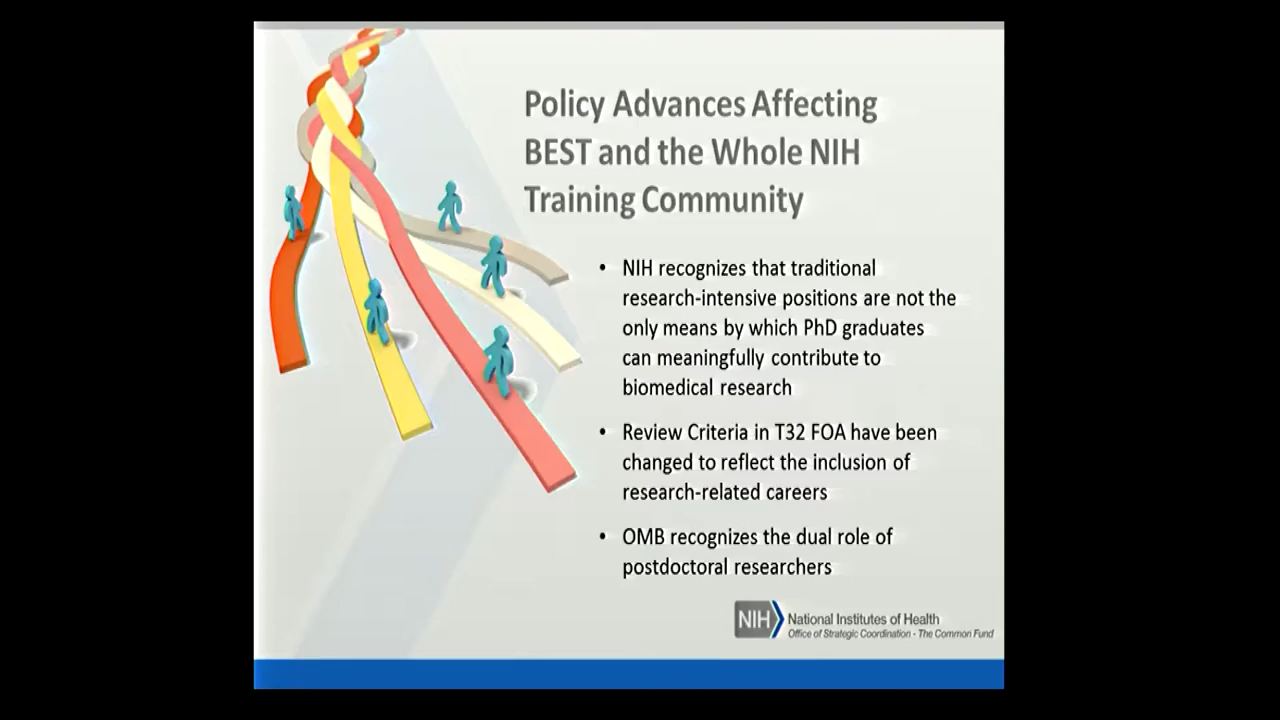 Policy Advances Affecting
BEST and the Whole NIH
Training Community
• NIH recognizes that traditional
research-intensive positions are not the
only means by which PhD graduates
can meaningfully contribute to
biomedical research
• Review Criteria in T32 FOA have been
changed to reflect the inclusion of
research-related careers
• OMB recognizes the dual role of
postdoctoral researchers
NIH National Institutes of Health
Office of Strategic Coordination - The Common Fund